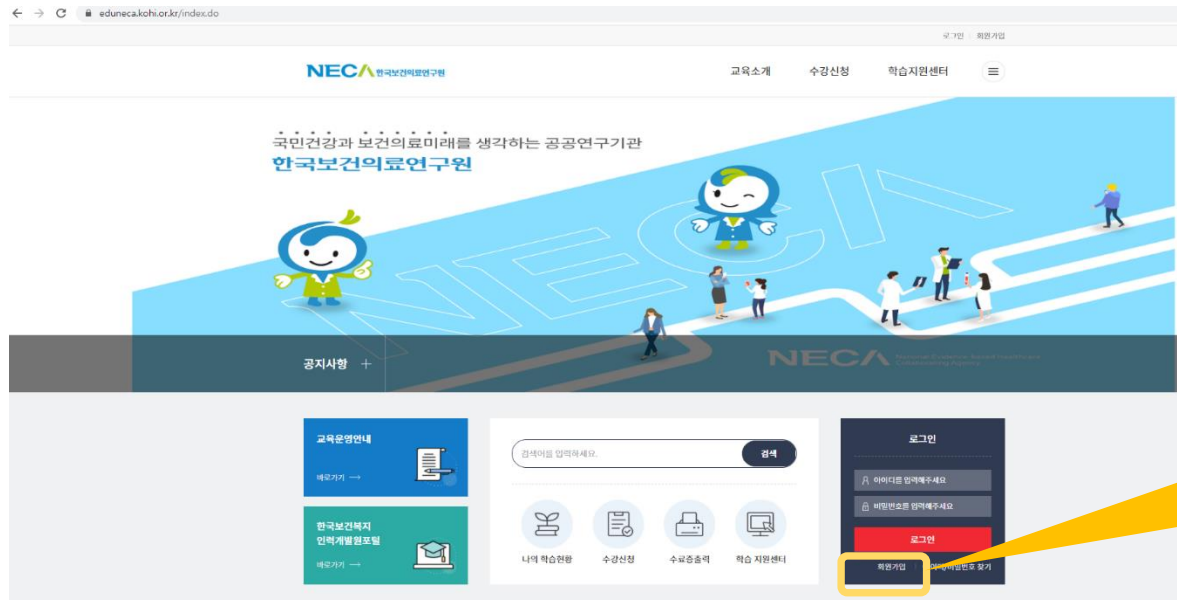 eduneca.kohi.or.kr/index.do
로그인 회원가입
NECA 한국보건의료연구원
교육소개 수강신청 학습지원센터
국민건강과 보건의료미래를 생각하는 공공연구기관
한국보건의료연구원
NECA
공지사항 +
NECA
교육운영안내
바로가기 →
한국보건복지
인력개발원포털
바로가기 →
검색어를 입력하세요. 검색
나의 학습현황 수강신청 수료증출력 학습 지원센터
로그인
아이디를 입력해주세요
비밀번호를 입력해주세요
로그인
회원가입 비밀번호 찾기